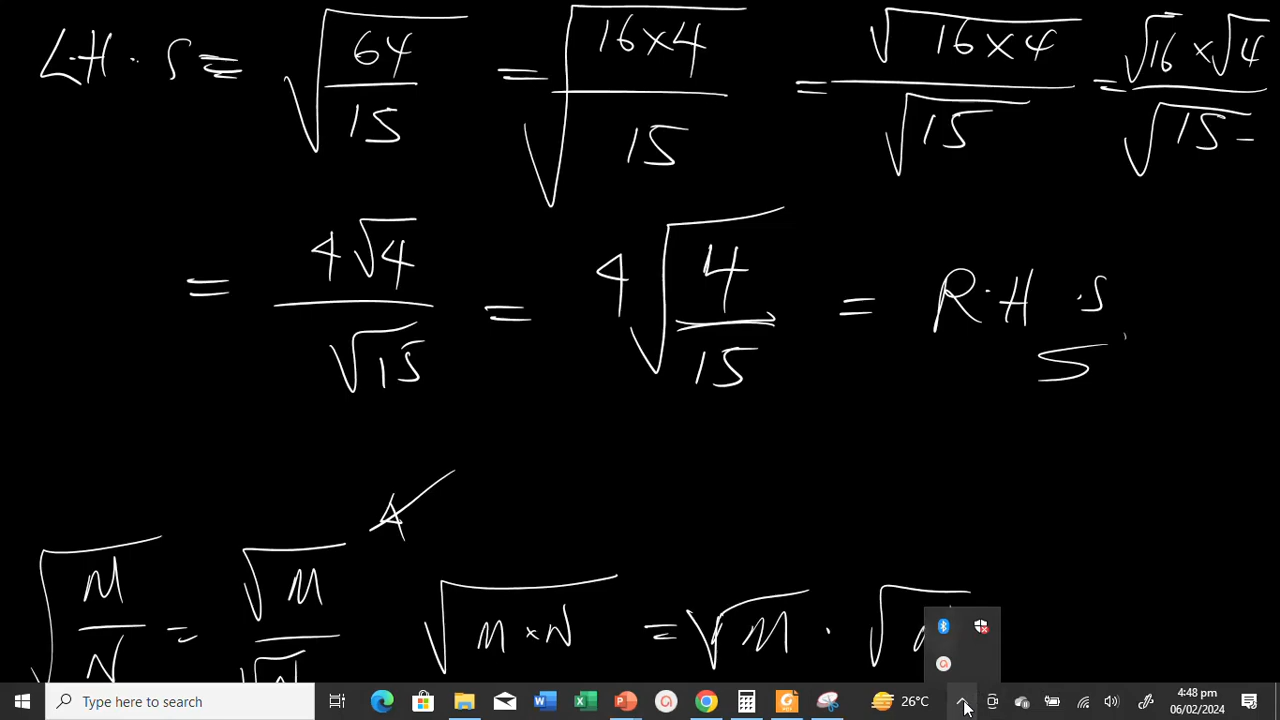 L.H.S = √(64/15) = √((16×4)/15) = √(16×4)/√15 = (√16 × √4)/√15 =
= 4√4/√15 = 4√(4/15) = R.H.S
√(M/N) = √M/√N √(M×N) = √M . √
Type here to search
26°C
4:48 pm
06/02/2024